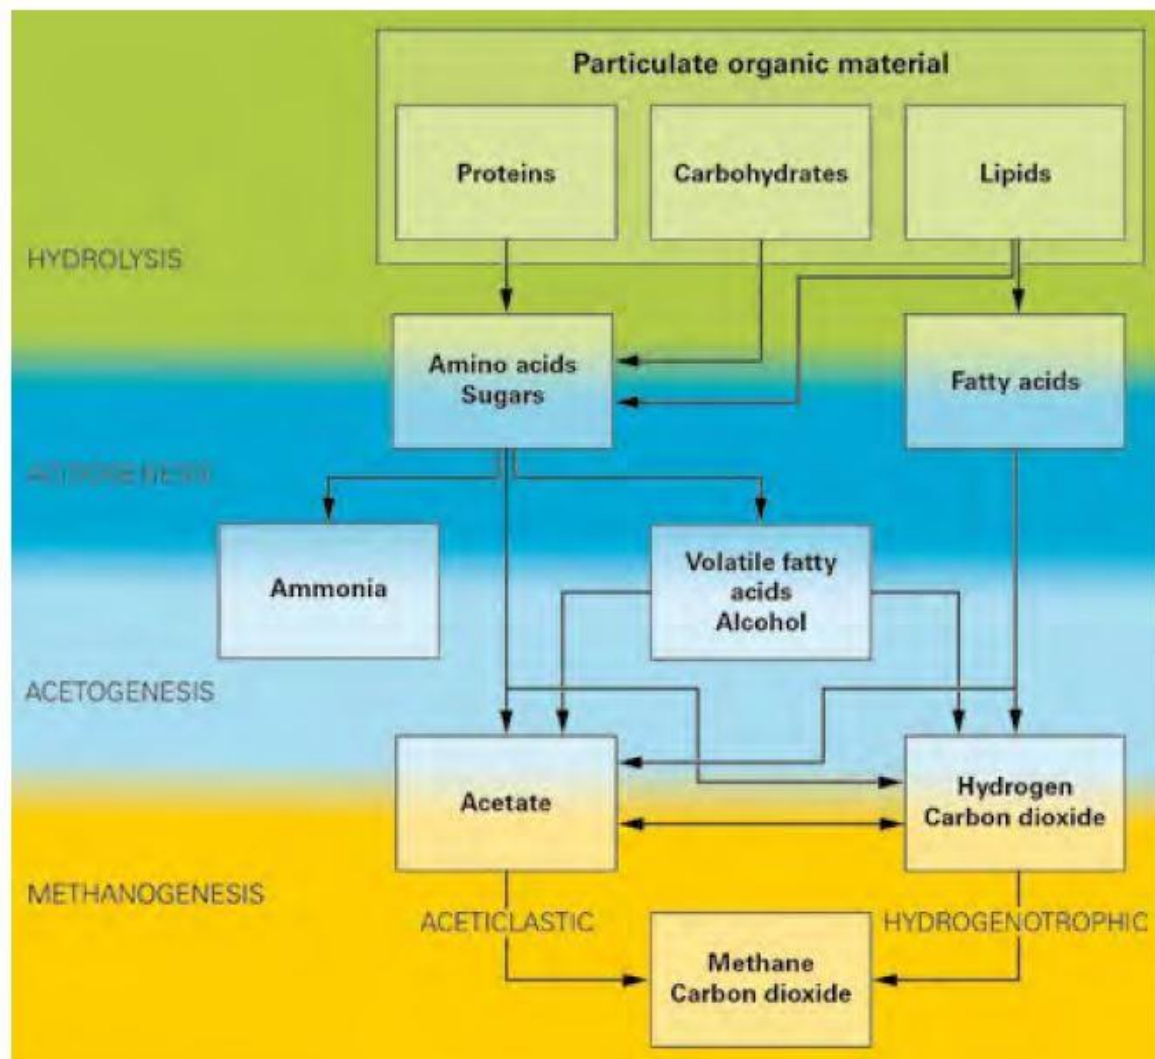 Particulate organic material
Proteins
Carbohydrates
Lipids
HYDROLYSIS
Amino acids
Sugars
Fatty acids
ACIDOGENESIS
Ammonia
Volatile fatty
acids
Alcohol
ACETOGENESIS
Acetate
Hydrogen
Carbon dioxide
METHANOGENESIS
ACETICLASTIC
HYDROGENOTROPHIC
Methane
Carbon dioxide